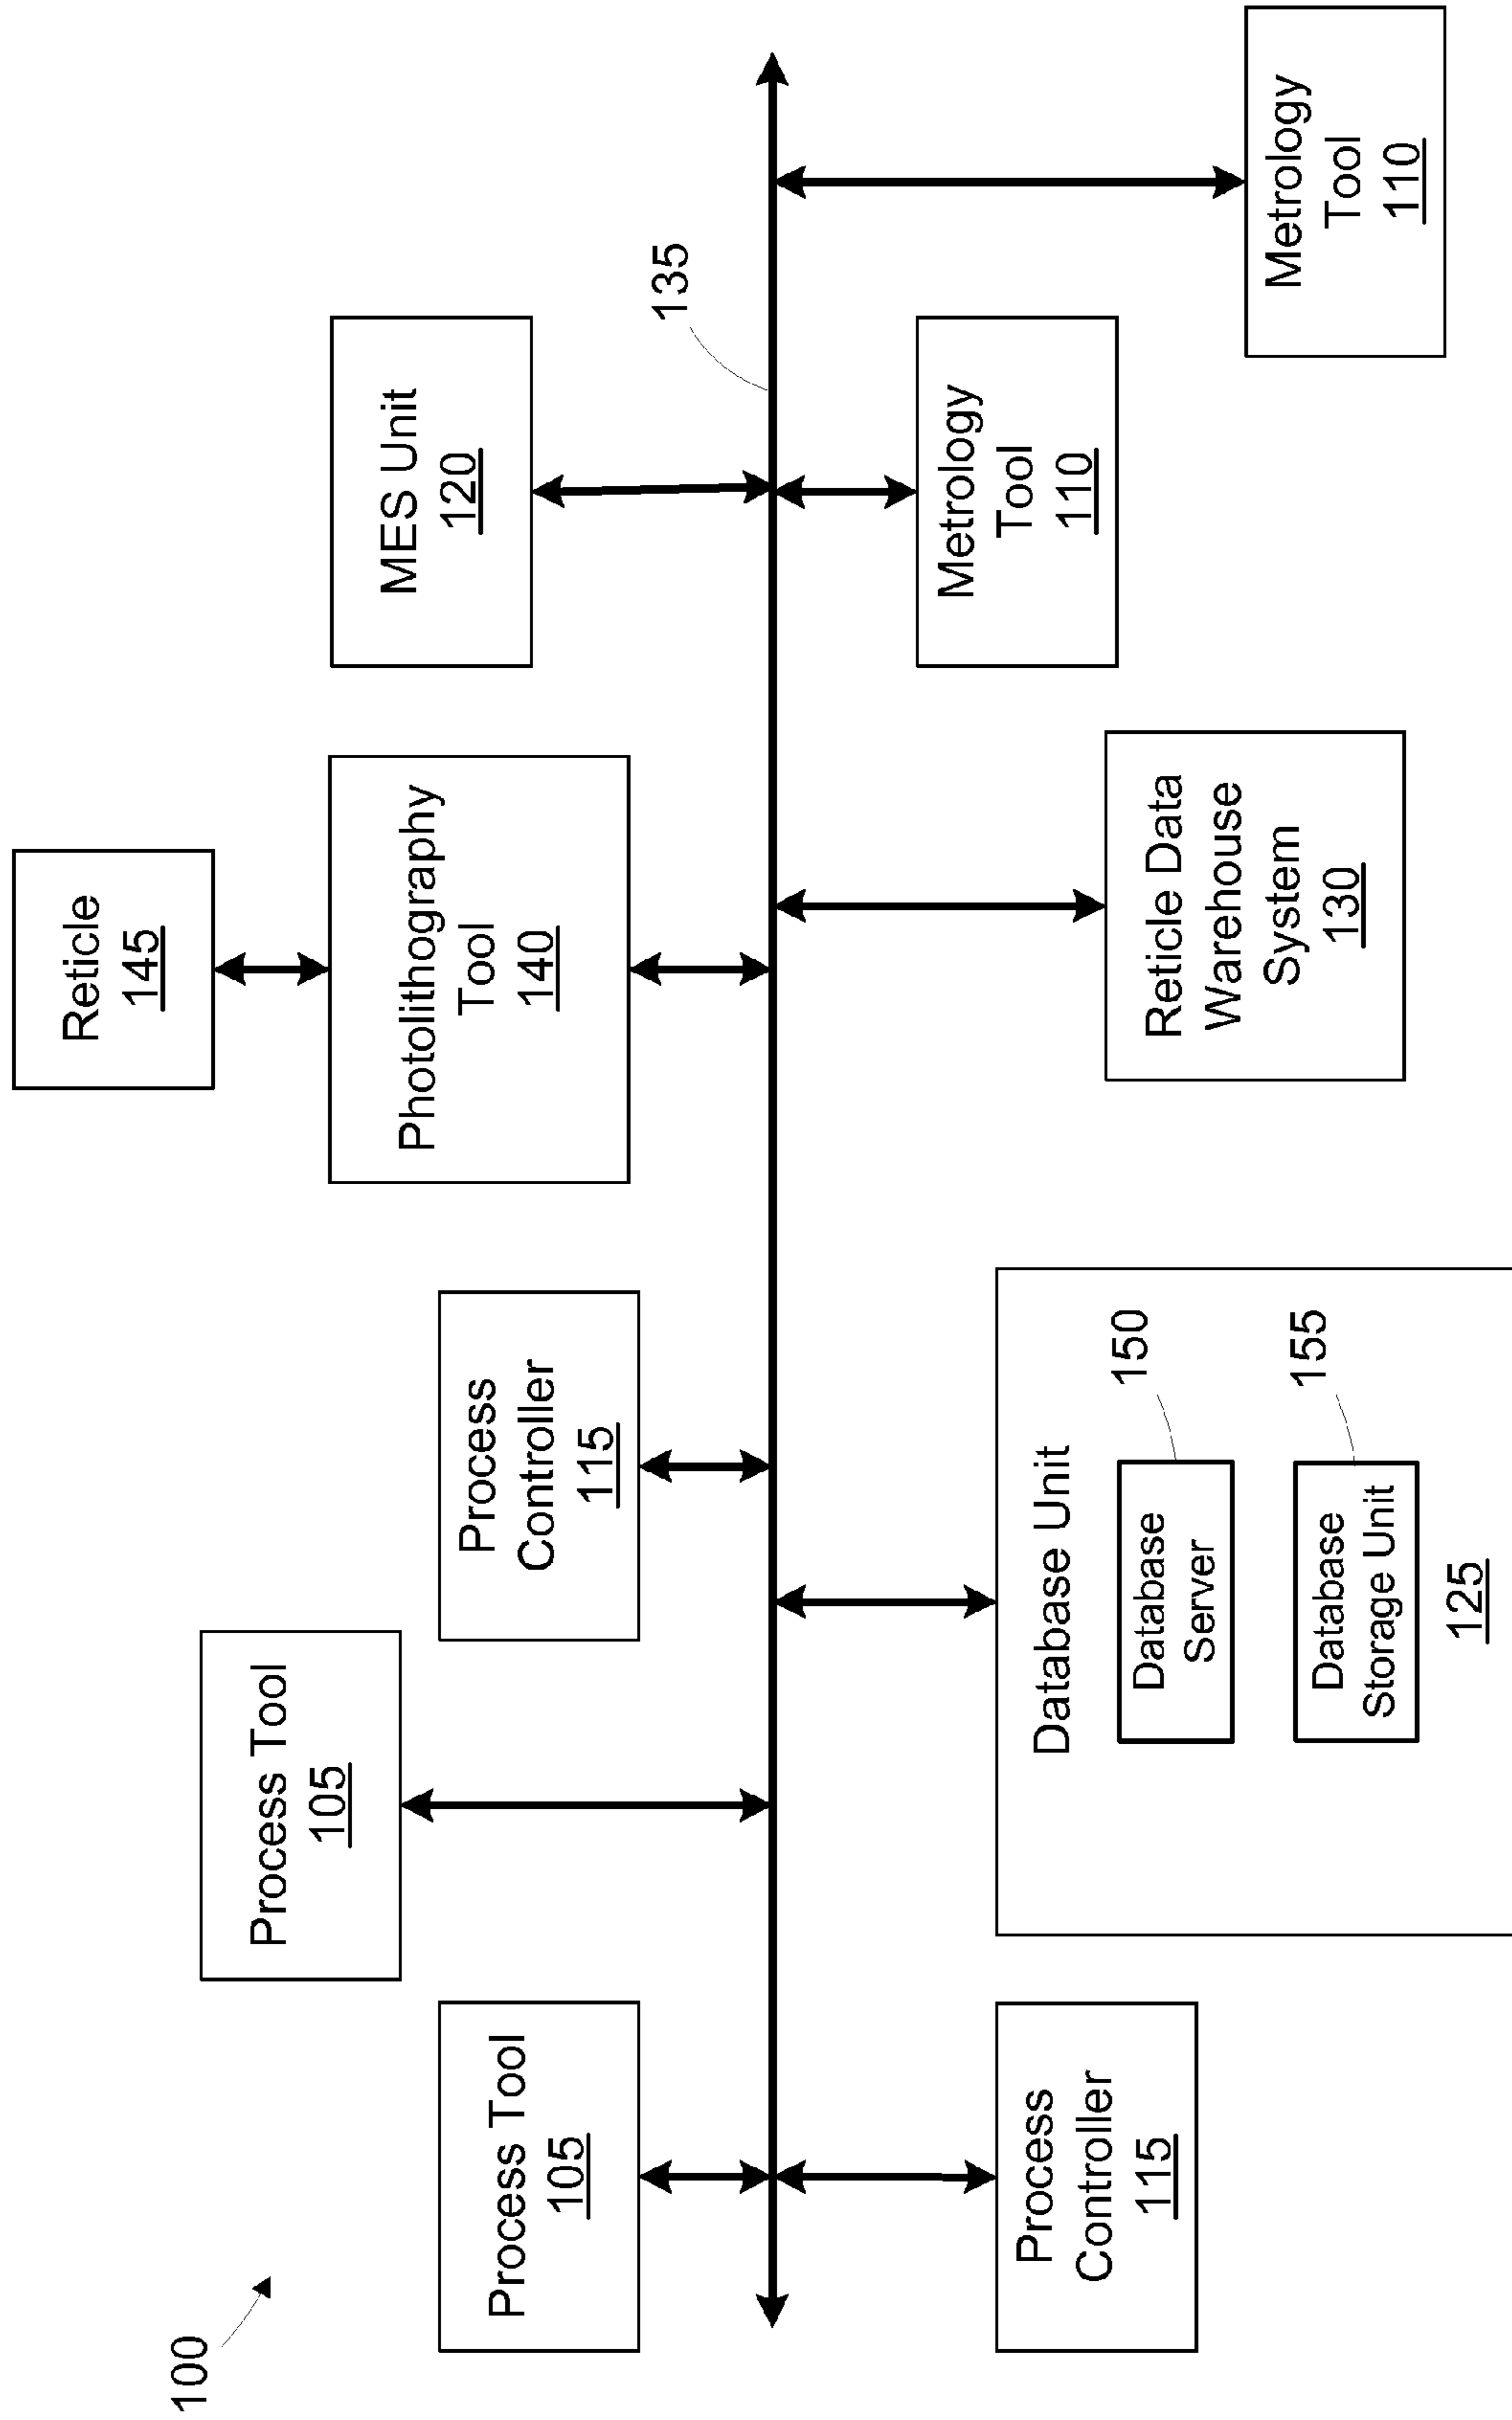 100
Reticle
145
Process Tool
105
Photolithography
Tool
140
MES Unit
120
Process Tool
105
Process
Controller
115
135
Process
Controller
115
Database Unit
Database
Server
150
Database
Storage Unit
155
125
Reticle Data
Warehouse
System
130
Metrology
Tool
110
Metrology
Tool
110